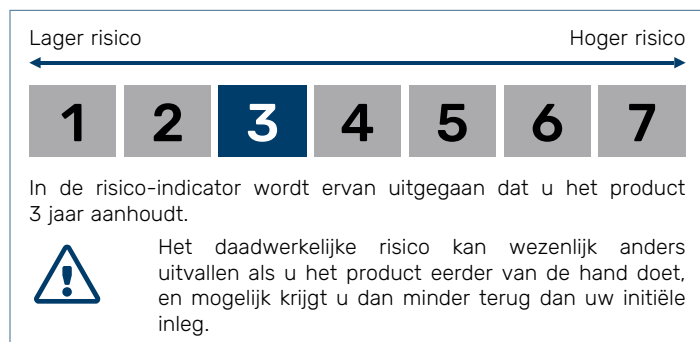 Lager risico Hoger risico
1 2 3 4 5 6 7
In de risico-indicator wordt ervan uitgegaan dat u het product
3 jaar aanhoudt.
Het daadwerkelijke risico kan wezenlijk anders
uitvallen als u het product eerder van de hand doet,
en mogelijk krijgt u dan minder terug dan uw initiële
inleg.